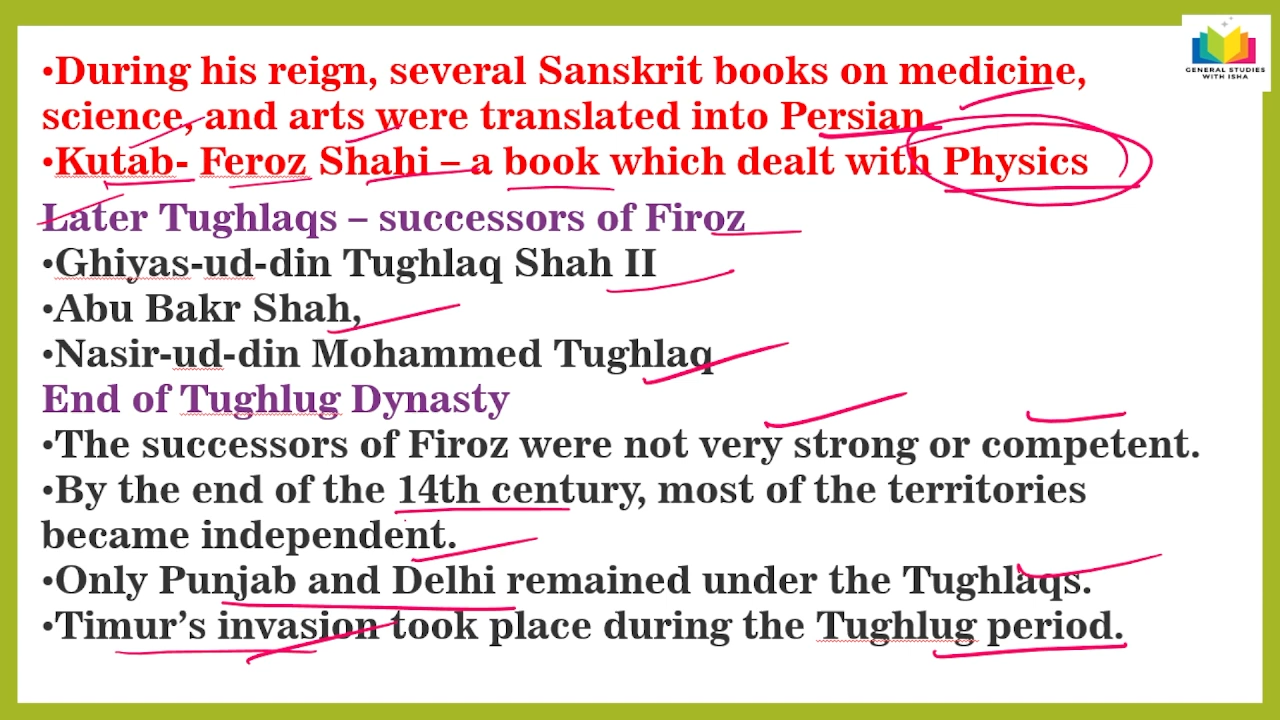 •During his reign, several Sanskrit books on medicine,
science, and arts were translated into Persian
•Kutab- Feroz Shahi – a book which dealt with Physics
Later Tughlaqs – successors of Firoz
•Ghiyas-ud-din Tughlaq Shah II
•Abu Bakr Shah,
•Nasir-ud-din Mohammed Tughlaq
End of Tughlug Dynasty
•The successors of Firoz were not very strong or competent.
•By the end of the 14th century, most of the territories
became independent.
•Only Punjab and Delhi remained under the Tughlaqs.
•Timur’s invasion took place during the Tughlug period.
GENERAL STUDIES
WITH ISHA